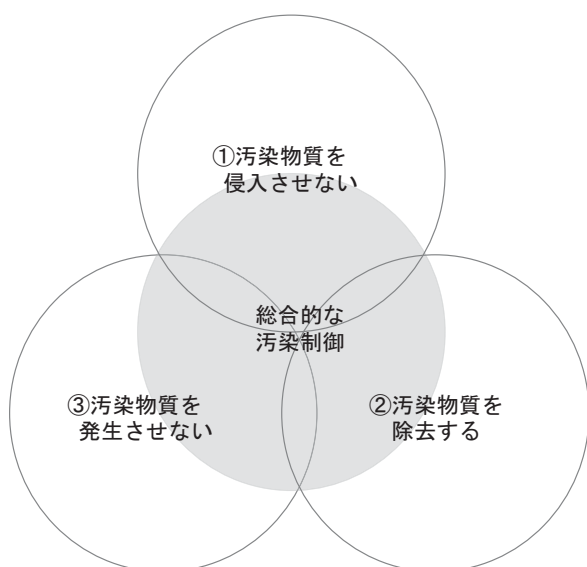 ①汚染物質を
侵入させない
総合的な
汚染制御
③汚染物質を
発生させない
②汚染物質を
除去する